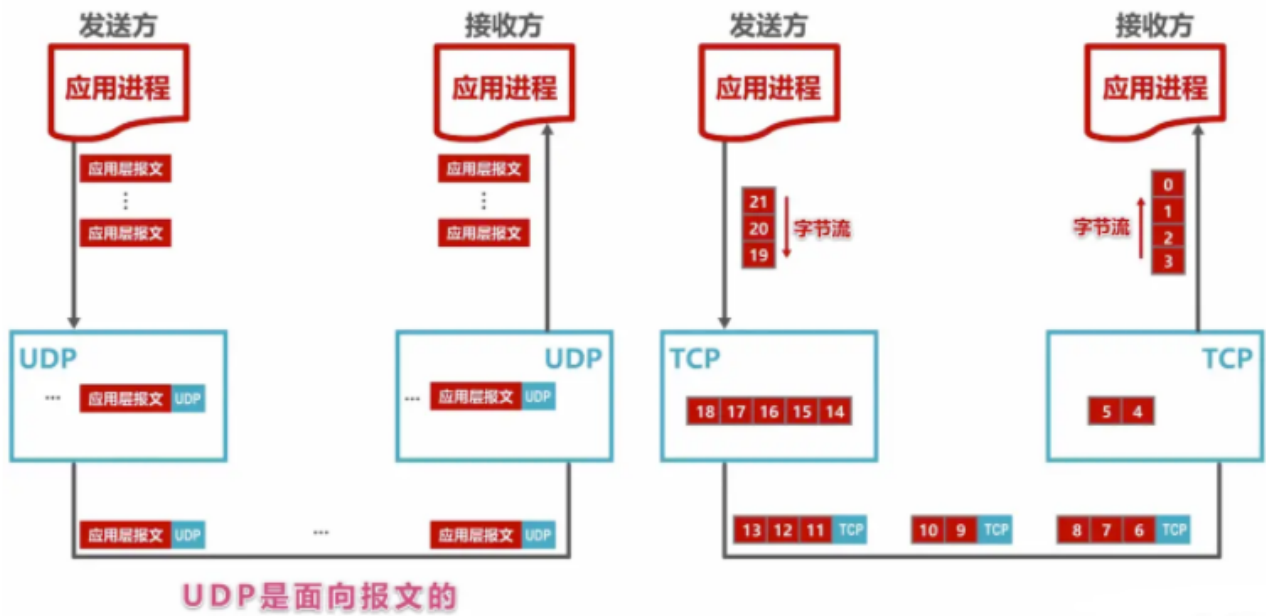 发送方
接收方
应用进程
应用进程
应用层报文
应用层报文
⋮
⋮
应用层报文
应用层报文
UDP
UDP
... 应用层报文 UDP
... 应用层报文 UDP
应用层报文 UDP
...
应用层报文 UDP
UDP是面向报文的
发送方
接收方
应用进程
应用进程
21
20
19
字节流
字节流
0
1
2
3
TCP
TCP
18 17 16 15 14
5 4
13 12 11 TCP
10 9 TCP
8 7 6 TCP